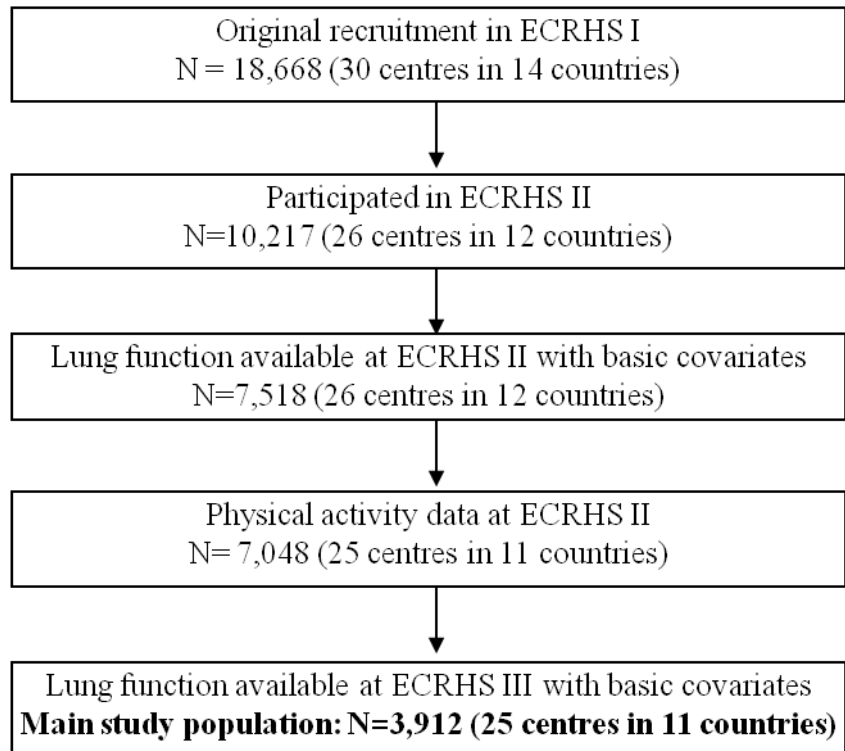 Original recruitment in ECRHS I
N = 18,668 (30 centres in 14 countries)
Participated in ECRHS II
N=10,217 (26 centres in 12 countries)
Lung function available at ECRHS II with basic covariates
N=7,518 (26 centres in 12 countries)
Physical activity data at ECRHS II
N= 7,048 (25 centres in 11 countries)
Lung function available at ECRHS III with basic covariates
Main study population: N=3,912 (25 centres in 11 countries)